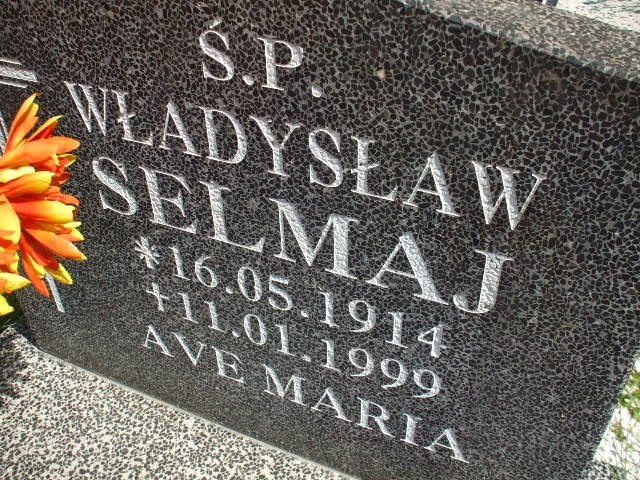 Ś.P.
WŁADYSŁAW
SELMAJ
*16.05.1914
+11.01.1999
AVE MARIA